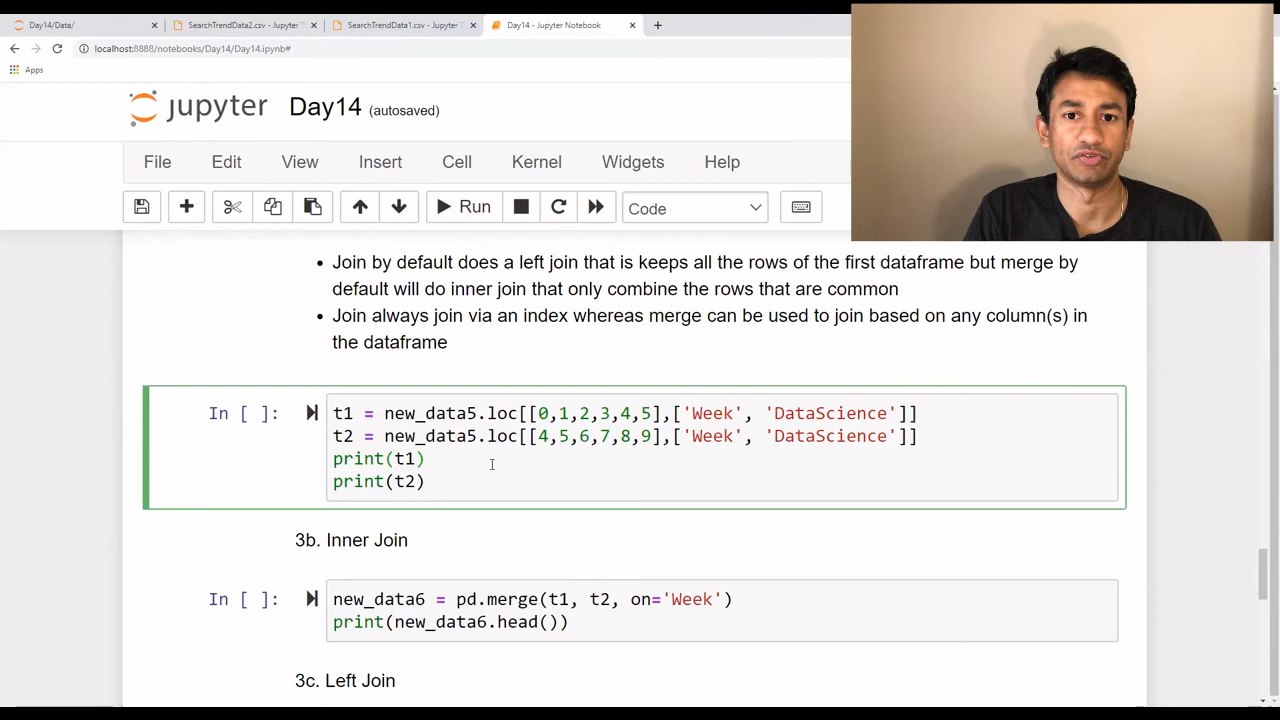 Day14/Data/
SearchTrendData2.csv - Jupyter
SearchTrendData1.csv - Jupyter T
Day14 - Jupyter Notebook
localhost:8888/notebooks/Day14/Day14.ipynb#
Apps
jupyter Day14 (autosaved)
File Edit View Insert Cell Kernel Widgets Help
Run Code
• Join by default does a left join that is keeps all the rows of the first dataframe but merge by
default will do inner join that only combine the rows that are common
• Join always join via an index whereas merge can be used to join based on any column(s) in
the dataframe
In [ ]: t1 = new_data5.loc[[0,1,2,3,4,5],['Week', 'DataScience']]
t2 = new_data5.loc[[4,5,6,7,8,9],['Week', 'DataScience']]
print(t1)
print(t2)
3b. Inner Join
In [ ]: new_data6 = pd.merge(t1, t2, on='Week')
print(new_data6.head())
3c. Left Join